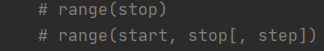 # range(stop)
# range(start, stop[, step])